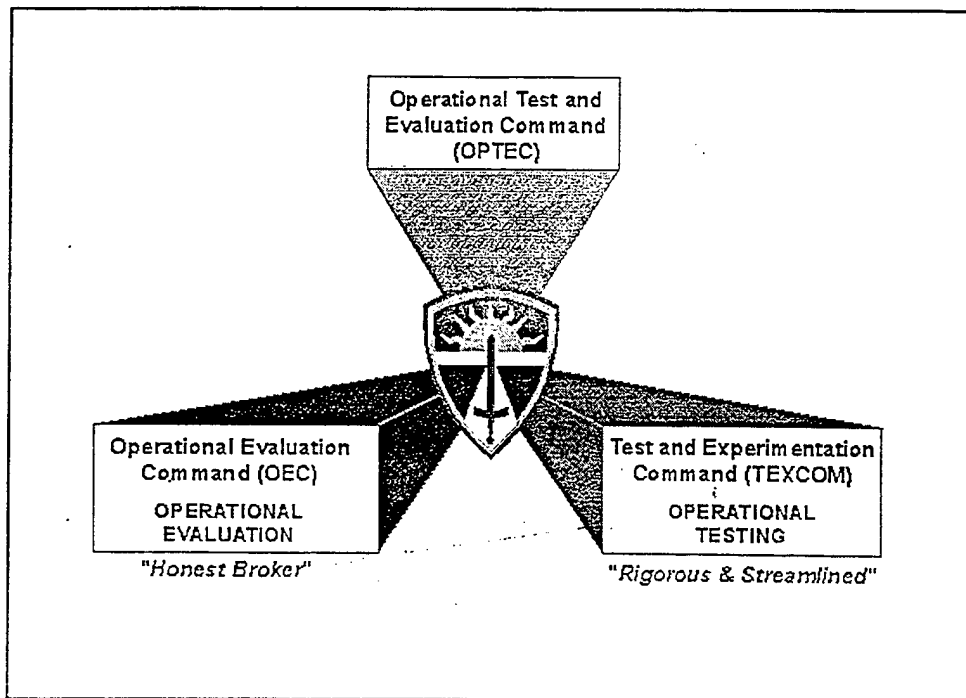 Operational Test and
Evaluation Command
(OPTEC)
Operational Evaluation
Command (OEC)
OPERATIONAL
EVALUATION
"Honest Broker"
Test and Experimentation
Command (TEXCOM)
OPERATIONAL
TESTING
"Rigorous & Streamlined"